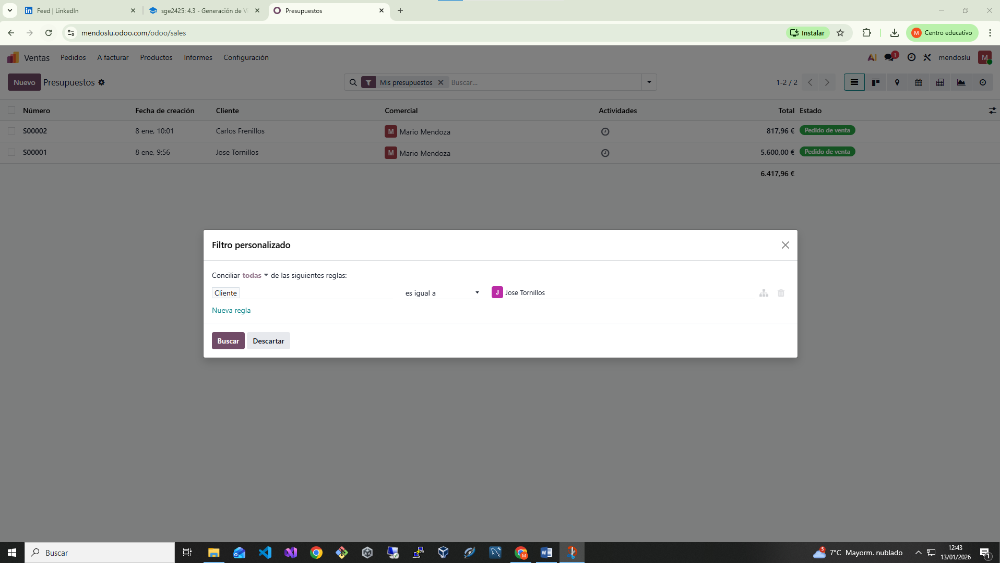 Feed | LinkedIn
sge2425: 4.3 - Generación de V
Presupuestos
mendoslu.odoo.com/odoo/sales
Instalar
M Centro educativo
Ventas Pedidos A facturar Productos Informes Configuración
AI 1 mendoslu M
Nuevo Presupuestos
Mis presupuestos Buscar...
1-2 / 2
Número Fecha de creación Cliente Comercial Actividades Total Estado
S00002 8 ene, 10:01 Carlos Frenillos M Mario Mendoza 817,96 € Pedido de venta
S00001 8 ene, 9:56 Jose Tornillos M Mario Mendoza 5.600,00 € Pedido de venta
6.417,96 €
Filtro personalizado
Conciliar todas de las siguientes reglas:
Cliente es igual a J Jose Tornillos
Nueva regla
Buscar Descartar
Buscar
M
5 7°C Mayorm. nublado
12:43
13/01/2026
1